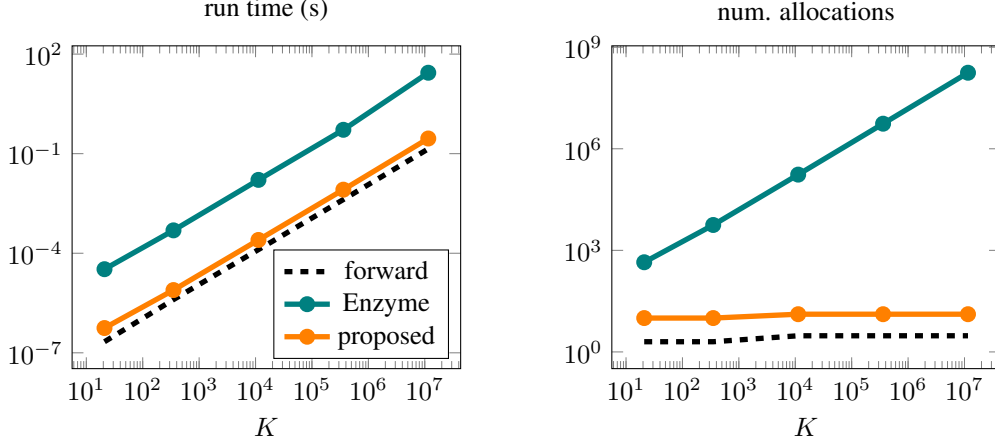 run time (s)
10^2
10^{-1}
10^{-4}
10^{-7}
forward
Enzyme
proposed
10^1 10^2 10^3 10^4 10^5 10^6 10^7
K
num. allocations
10^9
10^6
10^3
10^0
10^1 10^2 10^3 10^4 10^5 10^6 10^7
K